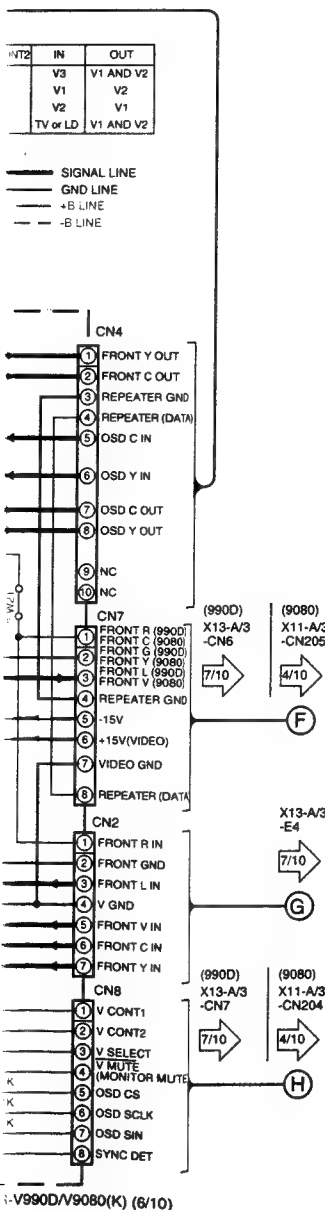 IN OUT
V3 V1 AND V2
V1 V2
V2 V1
TV or LD V1 AND V2
SIGNAL LINE
GND LINE
+B LINE
-B LINE
CN4
1 FRONT Y OUT
2 FRONT C OUT
3 REPEATER GND
4 REPEATER (DATA)
5 OSD C IN
6 OSD Y IN
7 OSD C OUT
8 OSD Y OUT
9 NC
10 NC
CN7
1 FRONT R (990D)
FRONT C (9080)
2 FRONT G (990D)
FRONT Y (9080)
3 FRONT L (990D)
FRONT V (9080)
4 REPEATER GND
5 -15V
6 +15V(VIDEO)
7 VIDEO GND
8 REPEATER (DATA
(990D)
X13-A/3
-CN6
7/10
(9080)
X11-A/3
-CN205
4/10
F
CN2
1 FRONT R IN
2 FRONT GND
3 FRONT L IN
4 V GND
5 FRONT V IN
6 FRONT C IN
7 FRONT Y IN
X13-A/3
-E4
7/10
G
CN8
1 V CONT1
2 V CONT2
3 V SELECT
4 V MUTE
(MONITOR MUTE
5 OSD CS
6 OSD SCLK
7 OSD SIN
8 SYNC DET
K
K
K
(990D)
X13-A/3
-CN7
7/10
(9080)
X11-A/3
-CN204
4/10
H
-V990D/V9080(K) (6/10)